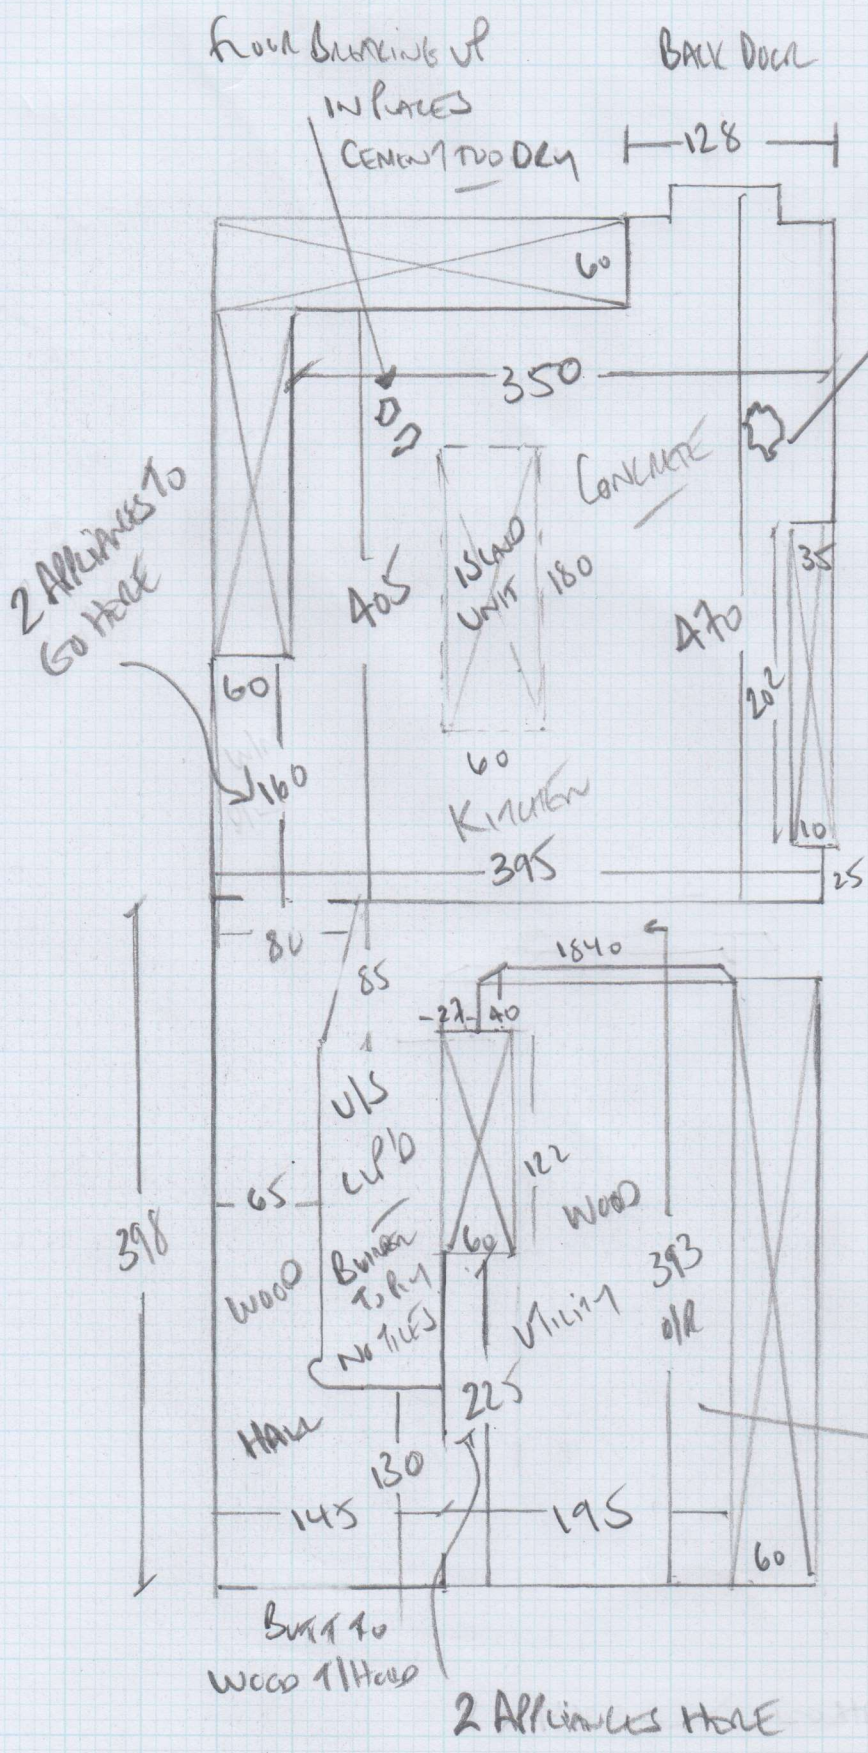 FLOOR BREAKING UP
IN PLACES
CEMENT TOO DRY
BACK DOOR
128
60
350
CONCRETE
2 APPLIANCES TO
GO HERE
405
ISLAND
UNIT
180
470
35
202
60
160
60
KITCHEN
10
395
25
80
85
1840
27
40
U/S
CUP'D
122
65
WOOD
60
WOOD
398
BUILDER
TO PLY
NO TILES
UTILITY
393
O/R
225
HALL
130
145
195
60
BUTT TO
WOOD T/HOLD
2 APPLIANCES HERE